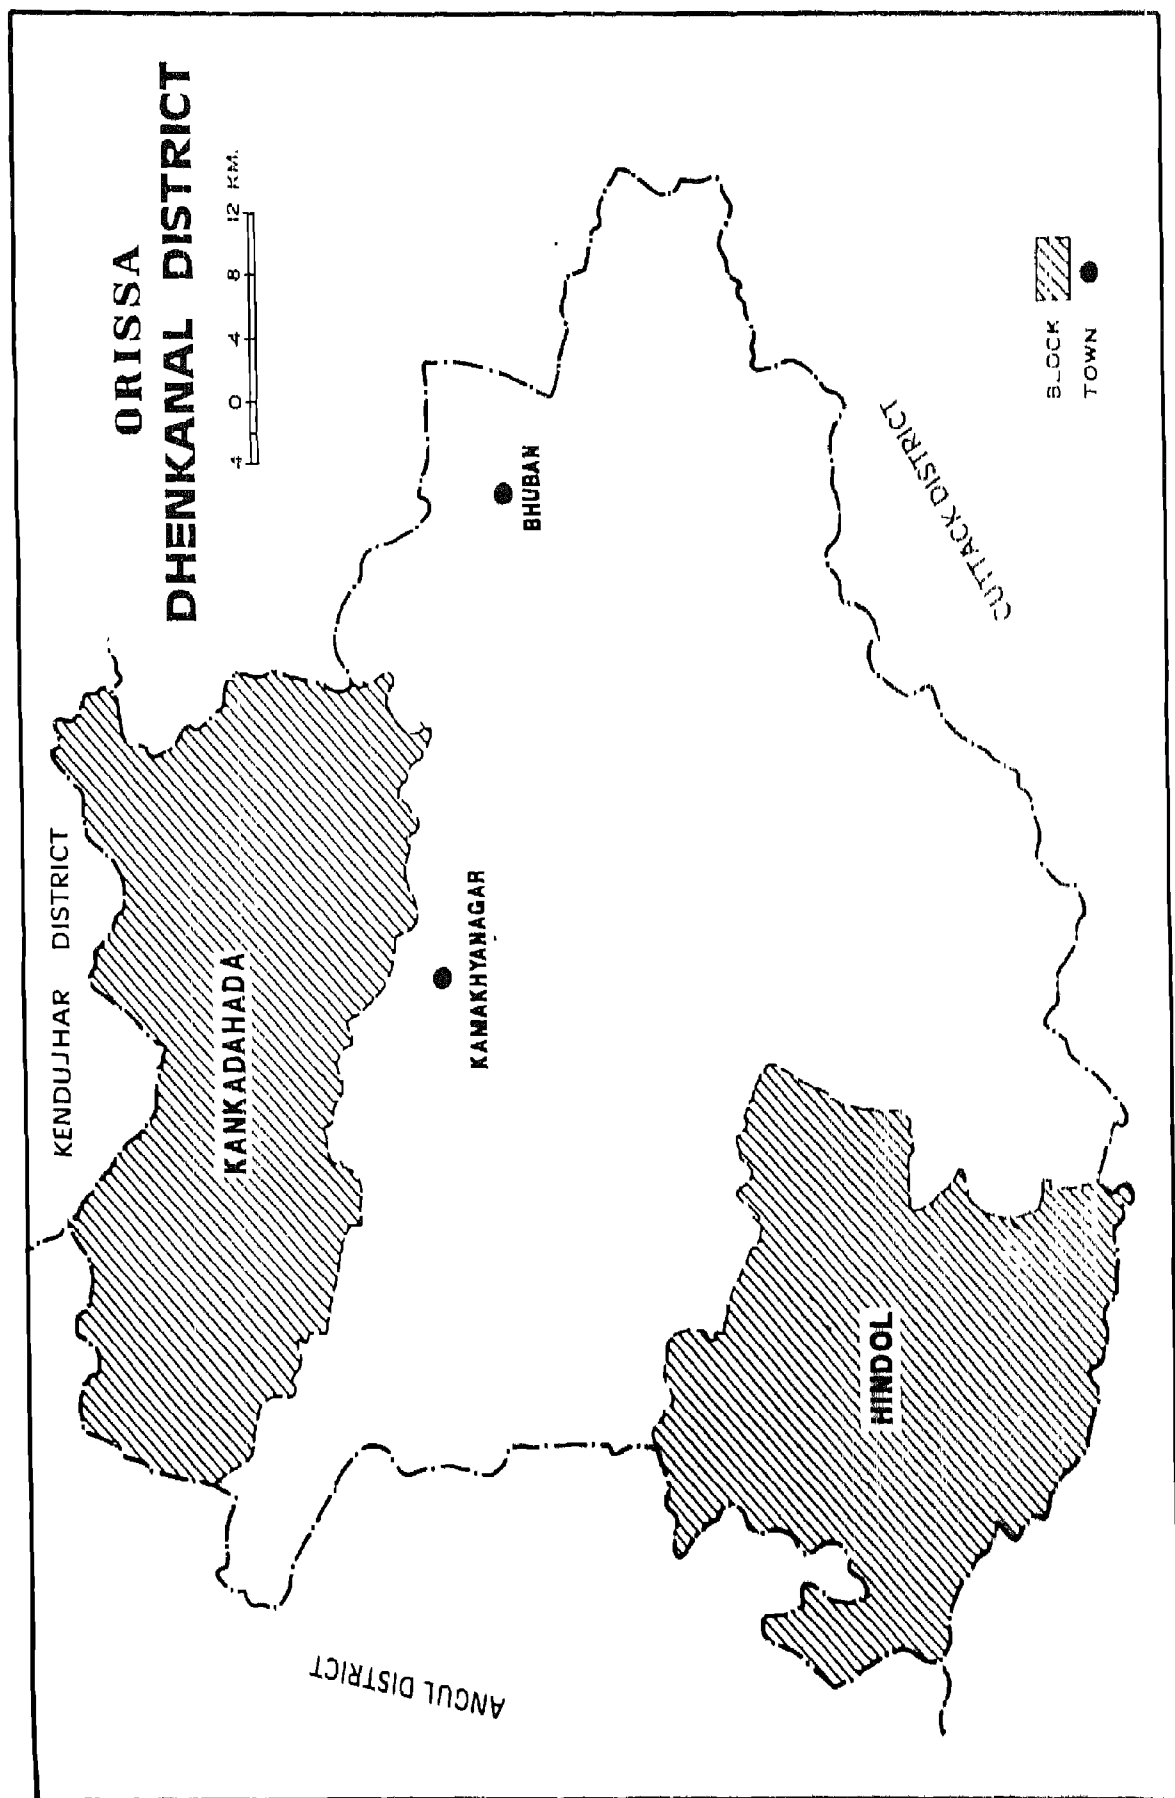 ORISSA
DHENKANAL DISTRICT
4 0 4 8 12 KM.
KENDUJHAR DISTRICT
KANKADAHADA
BHUBAN
KAMAKHYANAGAR
HINDOL
ANGUL DISTRICT
CUTTACK DISTRICT
BLOCK
TOWN